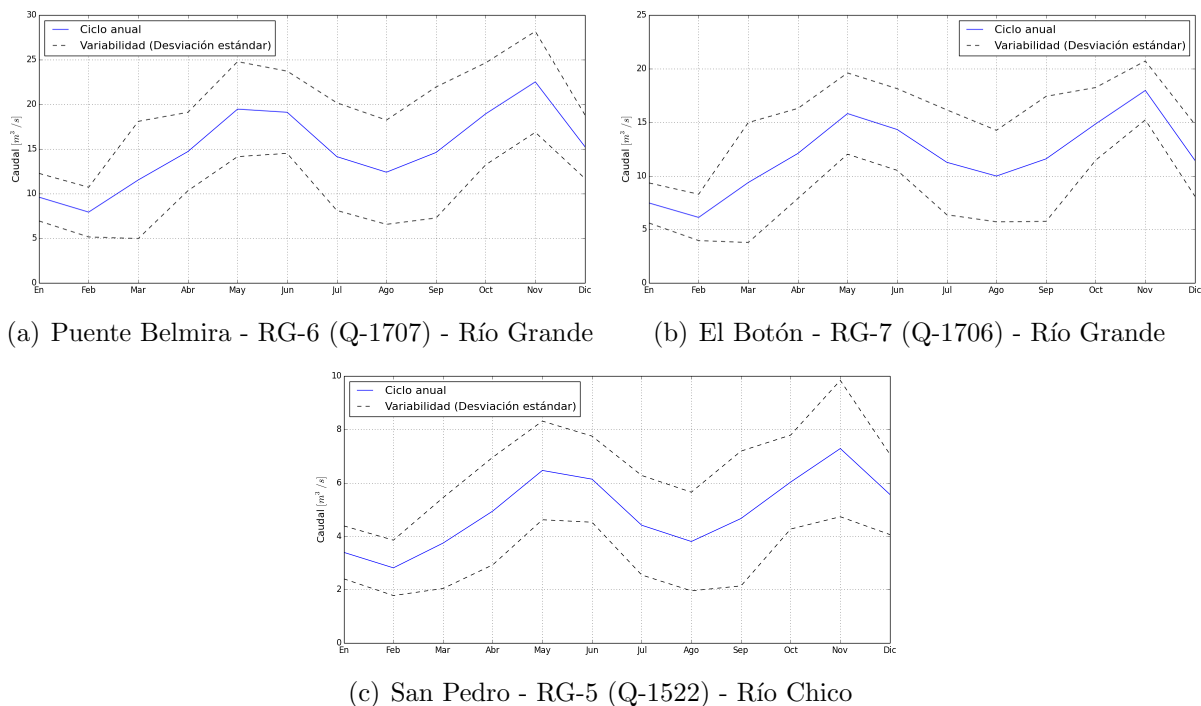 30
25
20
15
10
5
0
Caudal [m³/s]
Ciclo anual
Variabilidad (Desviación estándar)
En Feb Mar Abr May Jun Jul Ago Sep Oct Nov Dic
(a) Puente Belmira - RG-6 (Q-1707) - Río Grande
25
20
15
10
5
0
Caudal [m³/s]
Ciclo anual
Variabilidad (Desviación estándar)
En Feb Mar Abr May Jun Jul Ago Sep Oct Nov Dic
(b) El Botón - RG-7 (Q-1706) - Río Grande
10
8
6
4
2
0
Caudal [m³/s]
Ciclo anual
Variabilidad (Desviación estándar)
En Feb Mar Abr May Jun Jul Ago Sep Oct Nov Dic
(c) San Pedro - RG-5 (Q-1522) - Río Chico